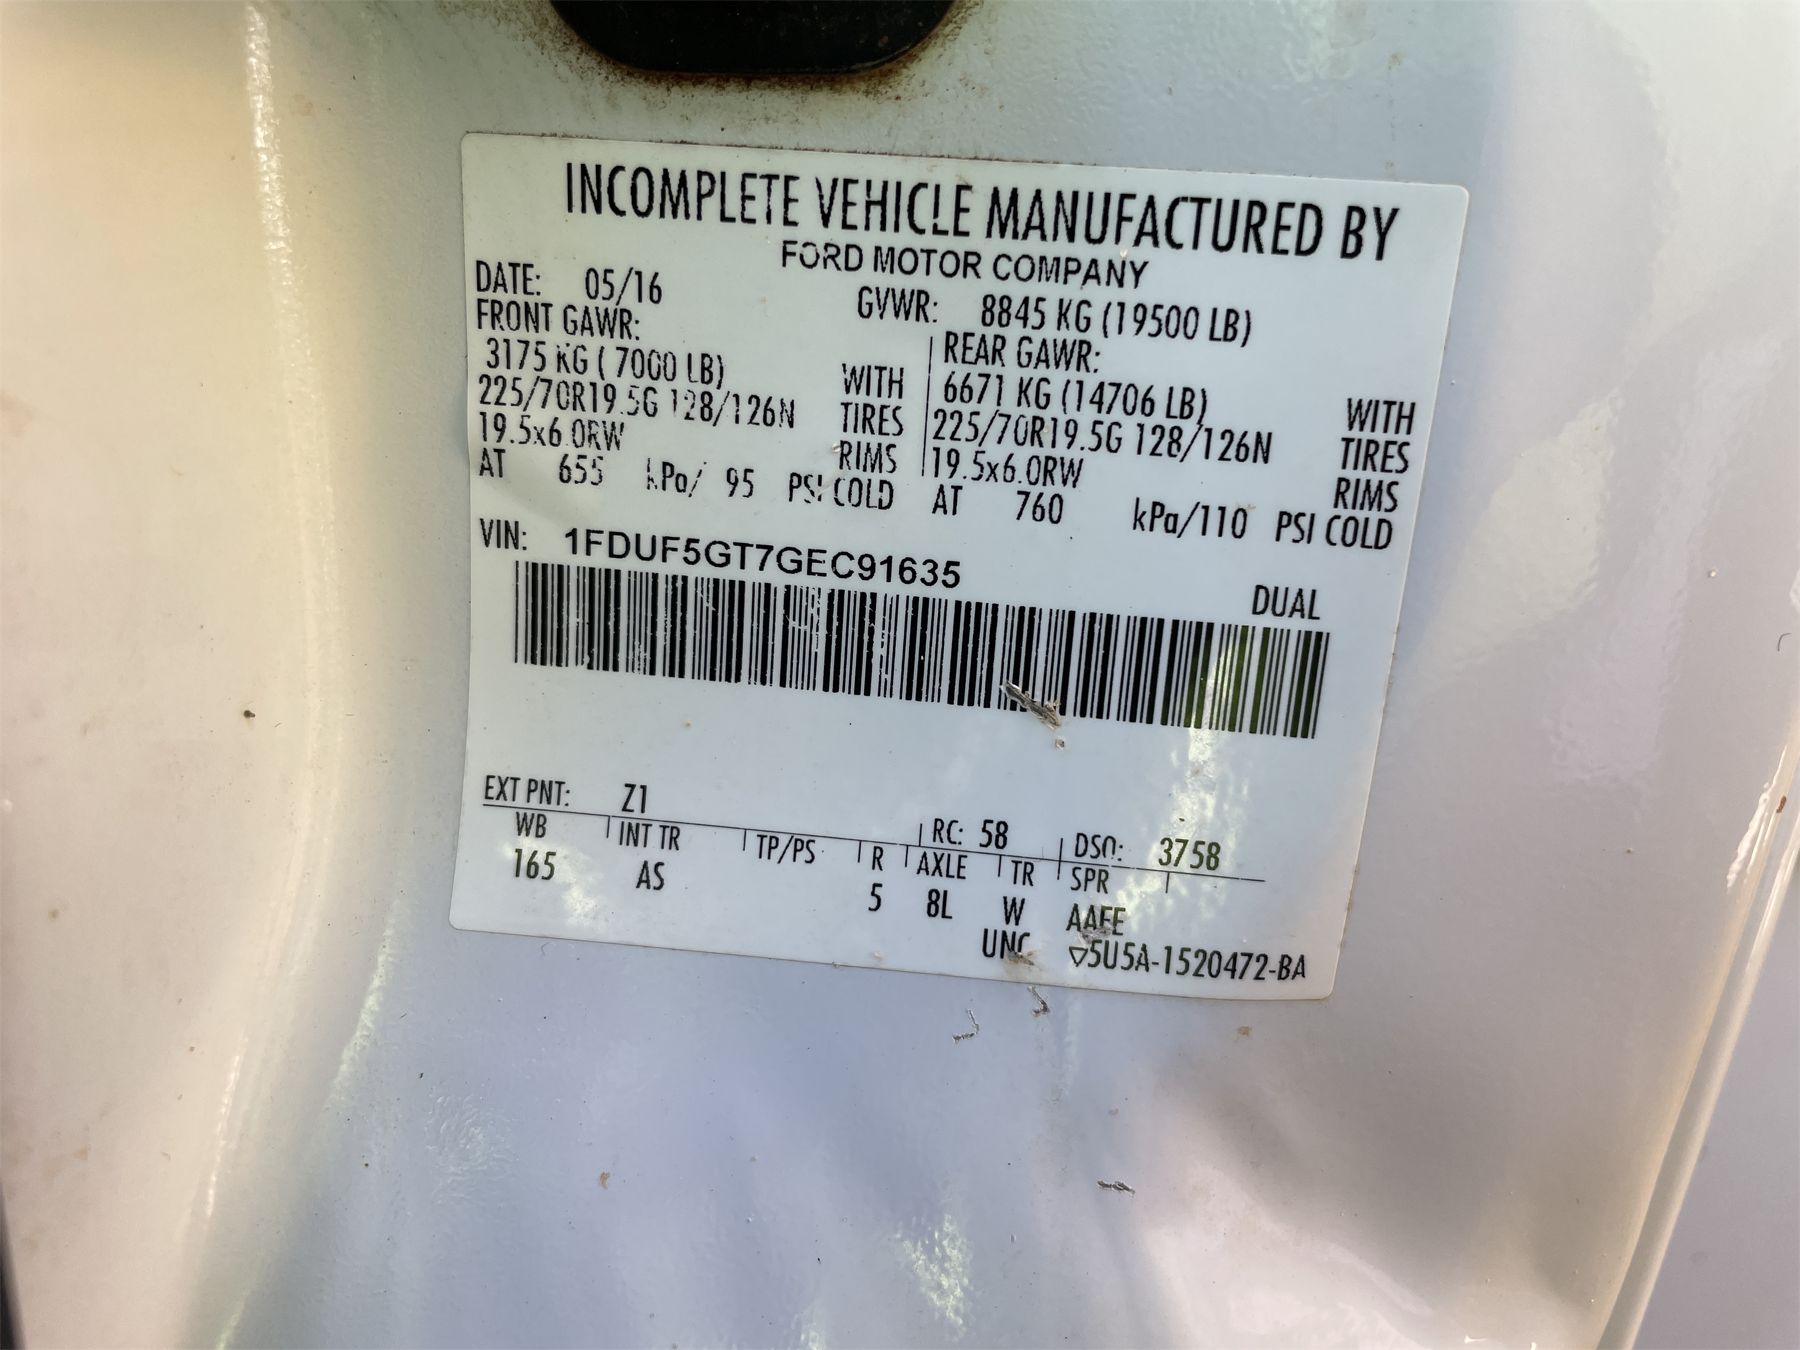 INCOMPLETE VEHICLE MANUFACTURED BY
FORD MOTOR COMPANY
DATE: 05/16 GVWR: 8845 KG (19500 LB)
FRONT GAWR: REAR GAWR:
3175 KG ( 7000 LB) WITH 6671 KG (14706 LB) WITH
225/70R19.5G 128/126N TIRES 225/70R19.5G 128/126N TIRES
19.5x6.0RW RIMS 19.5x6.0RW RIMS
AT 655 kPa/ 95 PSI COLD AT 760 kPa/110 PSI COLD
VIN: 1FDUF5GT7GEC91635
DUAL
EXT PNT: Z1 RC: 58 DSO: 3758
WB INT TR TP/PS R AXLE TR SPR
165 AS 5 8L W AAFE
UNC ▽5U5A-1520472-BA